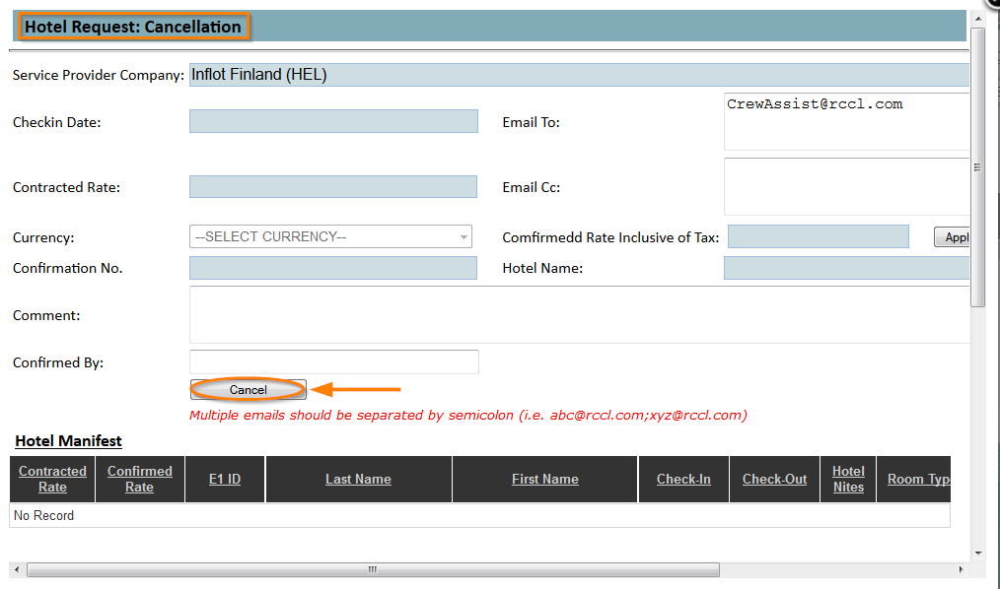 Hotel Request: Cancellation
Service Provider Company: Inflot Finland (HEL)
Checkin Date: Email To: CrewAssist@rccl.com
Contracted Rate: Email Cc:
Currency: --SELECT CURRENCY-- Comfirmedd Rate Inclusive of Tax: Appl
Confirmation No. Hotel Name:
Comment:
Confirmed By:
Cancel
Multiple emails should be separated by semicolon (i.e. abc@rccl.com;xyz@rccl.com)
Hotel Manifest
Contracted Rate Confirmed Rate E1 ID Last Name First Name Check-In Check-Out Hotel Nites Room Typ
No Record